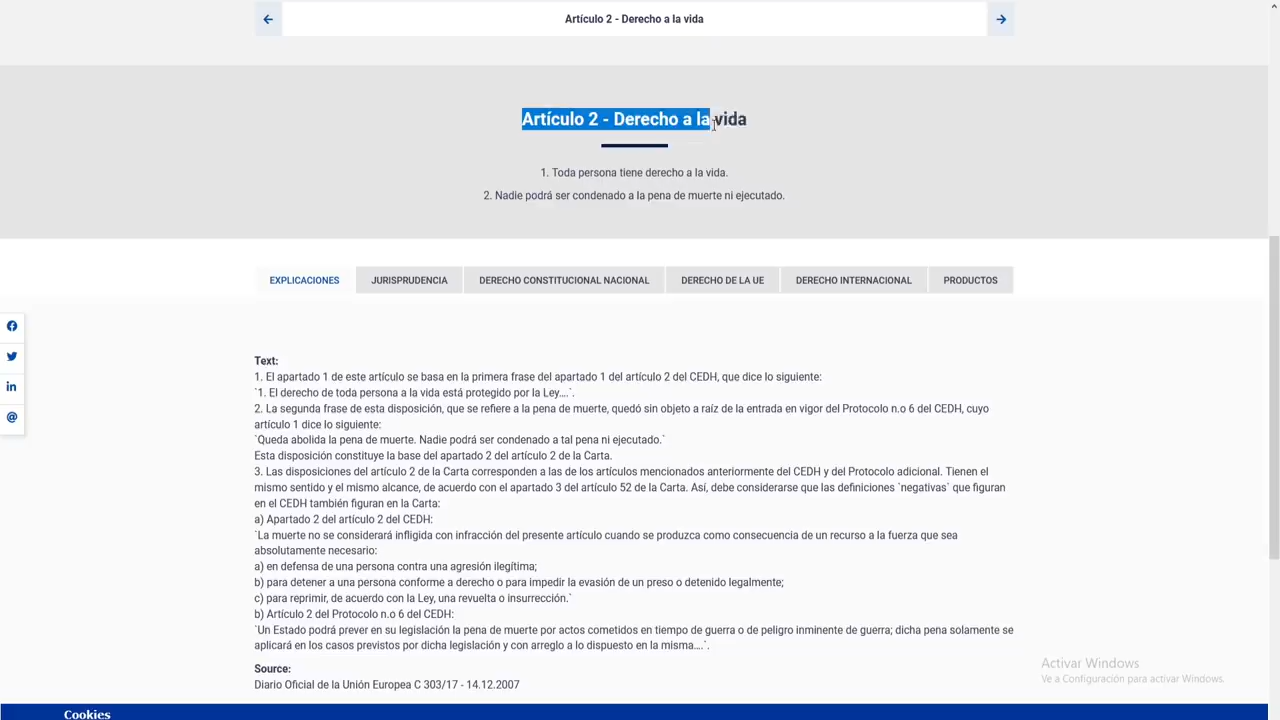 Artículo 2 - Derecho a la vida
Artículo 2 - Derecho a la vida
1. Toda persona tiene derecho a la vida.
2. Nadie podrá ser condenado a la pena de muerte ni ejecutado.
EXPLICACIONES
JURISPRUDENCIA
DERECHO CONSTITUCIONAL NACIONAL
DERECHO DE LA UE
DERECHO INTERNACIONAL
PRODUCTOS
Text:
1. El apartado 1 de este artículo se basa en la primera frase del apartado 1 del artículo 2 del CEDH, que dice lo siguiente:
`1. El derecho de toda persona a la vida está protegido por la Ley....`.
2. La segunda frase de esta disposición, que se refiere a la pena de muerte, quedó sin objeto a raíz de la entrada en vigor del Protocolo n.o 6 del CEDH, cuyo
artículo 1 dice lo siguiente:
`Queda abolida la pena de muerte. Nadie podrá ser condenado a tal pena ni ejecutado.`
Esta disposición constituye la base del apartado 2 del artículo 2 de la Carta.
3. Las disposiciones del artículo 2 de la Carta corresponden a las de los artículos mencionados anteriormente del CEDH y del Protocolo adicional. Tienen el
mismo sentido y el mismo alcance, de acuerdo con el apartado 3 del artículo 52 de la Carta. Así, debe considerarse que las definiciones `negativas` que figuran
en el CEDH también figuran en la Carta:
a) Apartado 2 del artículo 2 del CEDH:
`La muerte no se considerará infligida con infracción del presente artículo cuando se produzca como consecuencia de un recurso a la fuerza que sea
absolutamente necesario:
a) en defensa de una persona contra una agresión ilegítima;
b) para detener a una persona conforme a derecho o para impedir la evasión de un preso o detenido legalmente;
c) para reprimir, de acuerdo con la Ley, una revuelta o insurrección.`
b) Artículo 2 del Protocolo n.o 6 del CEDH:
`Un Estado podrá prever en su legislación la pena de muerte por actos cometidos en tiempo de guerra o de peligro inminente de guerra; dicha pena solamente se
aplicará en los casos previstos por dicha legislación y con arreglo a lo dispuesto en la misma....`.
Source:
Diario Oficial de la Unión Europea C 303/17 - 14.12.2007
Activar Windows
Ve a Configuración para activar Windows.
Cookies